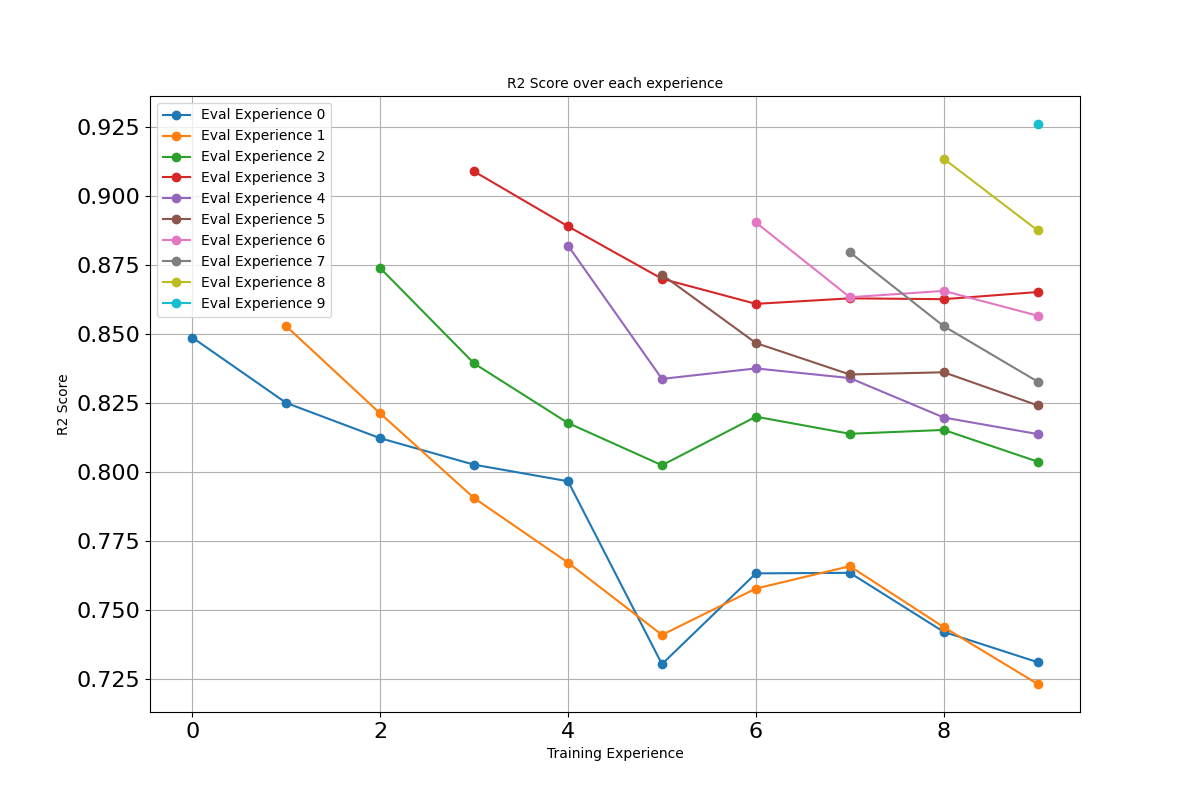 R2 Score over each experience
Eval Experience 0
Eval Experience 1
Eval Experience 2
Eval Experience 3
Eval Experience 4
Eval Experience 5
Eval Experience 6
Eval Experience 7
Eval Experience 8
Eval Experience 9
R2 Score
0.925
0.900
0.875
0.850
0.825
0.800
0.775
0.750
0.725
0 2 4 6 8
Training Experience